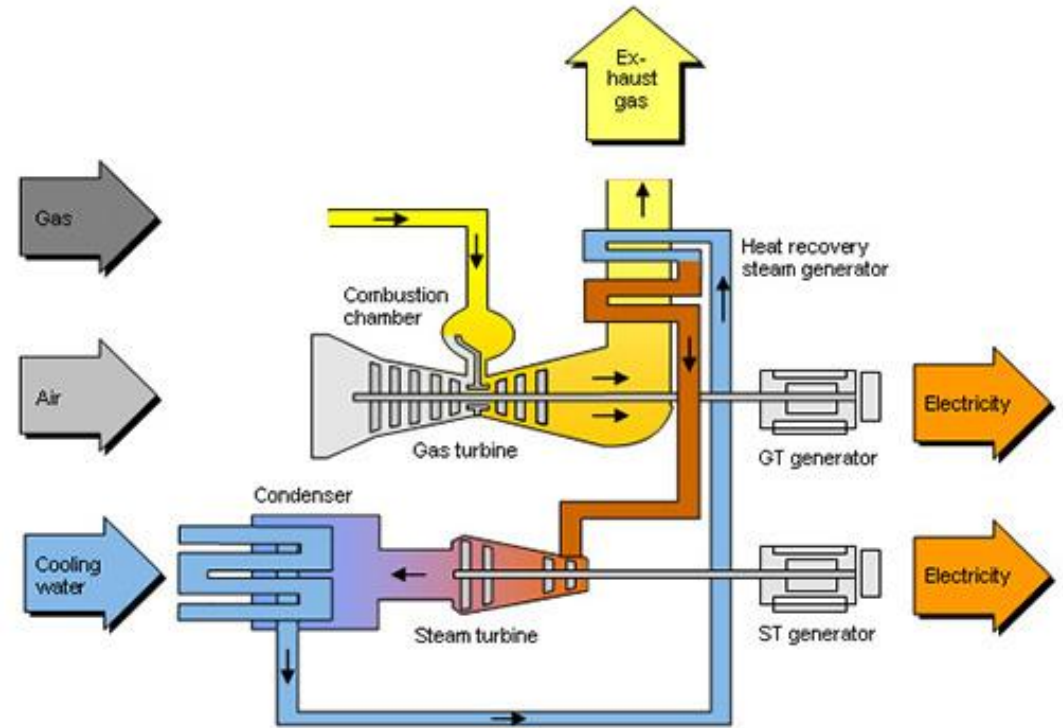 Ex-
haust
gas
Gas
Heat recovery
steam generator
Combustion
chamber
Air
Electricity
Gas turbine
GT generator
Condenser
Cooling
water
Electricity
Steam turbine
ST generator